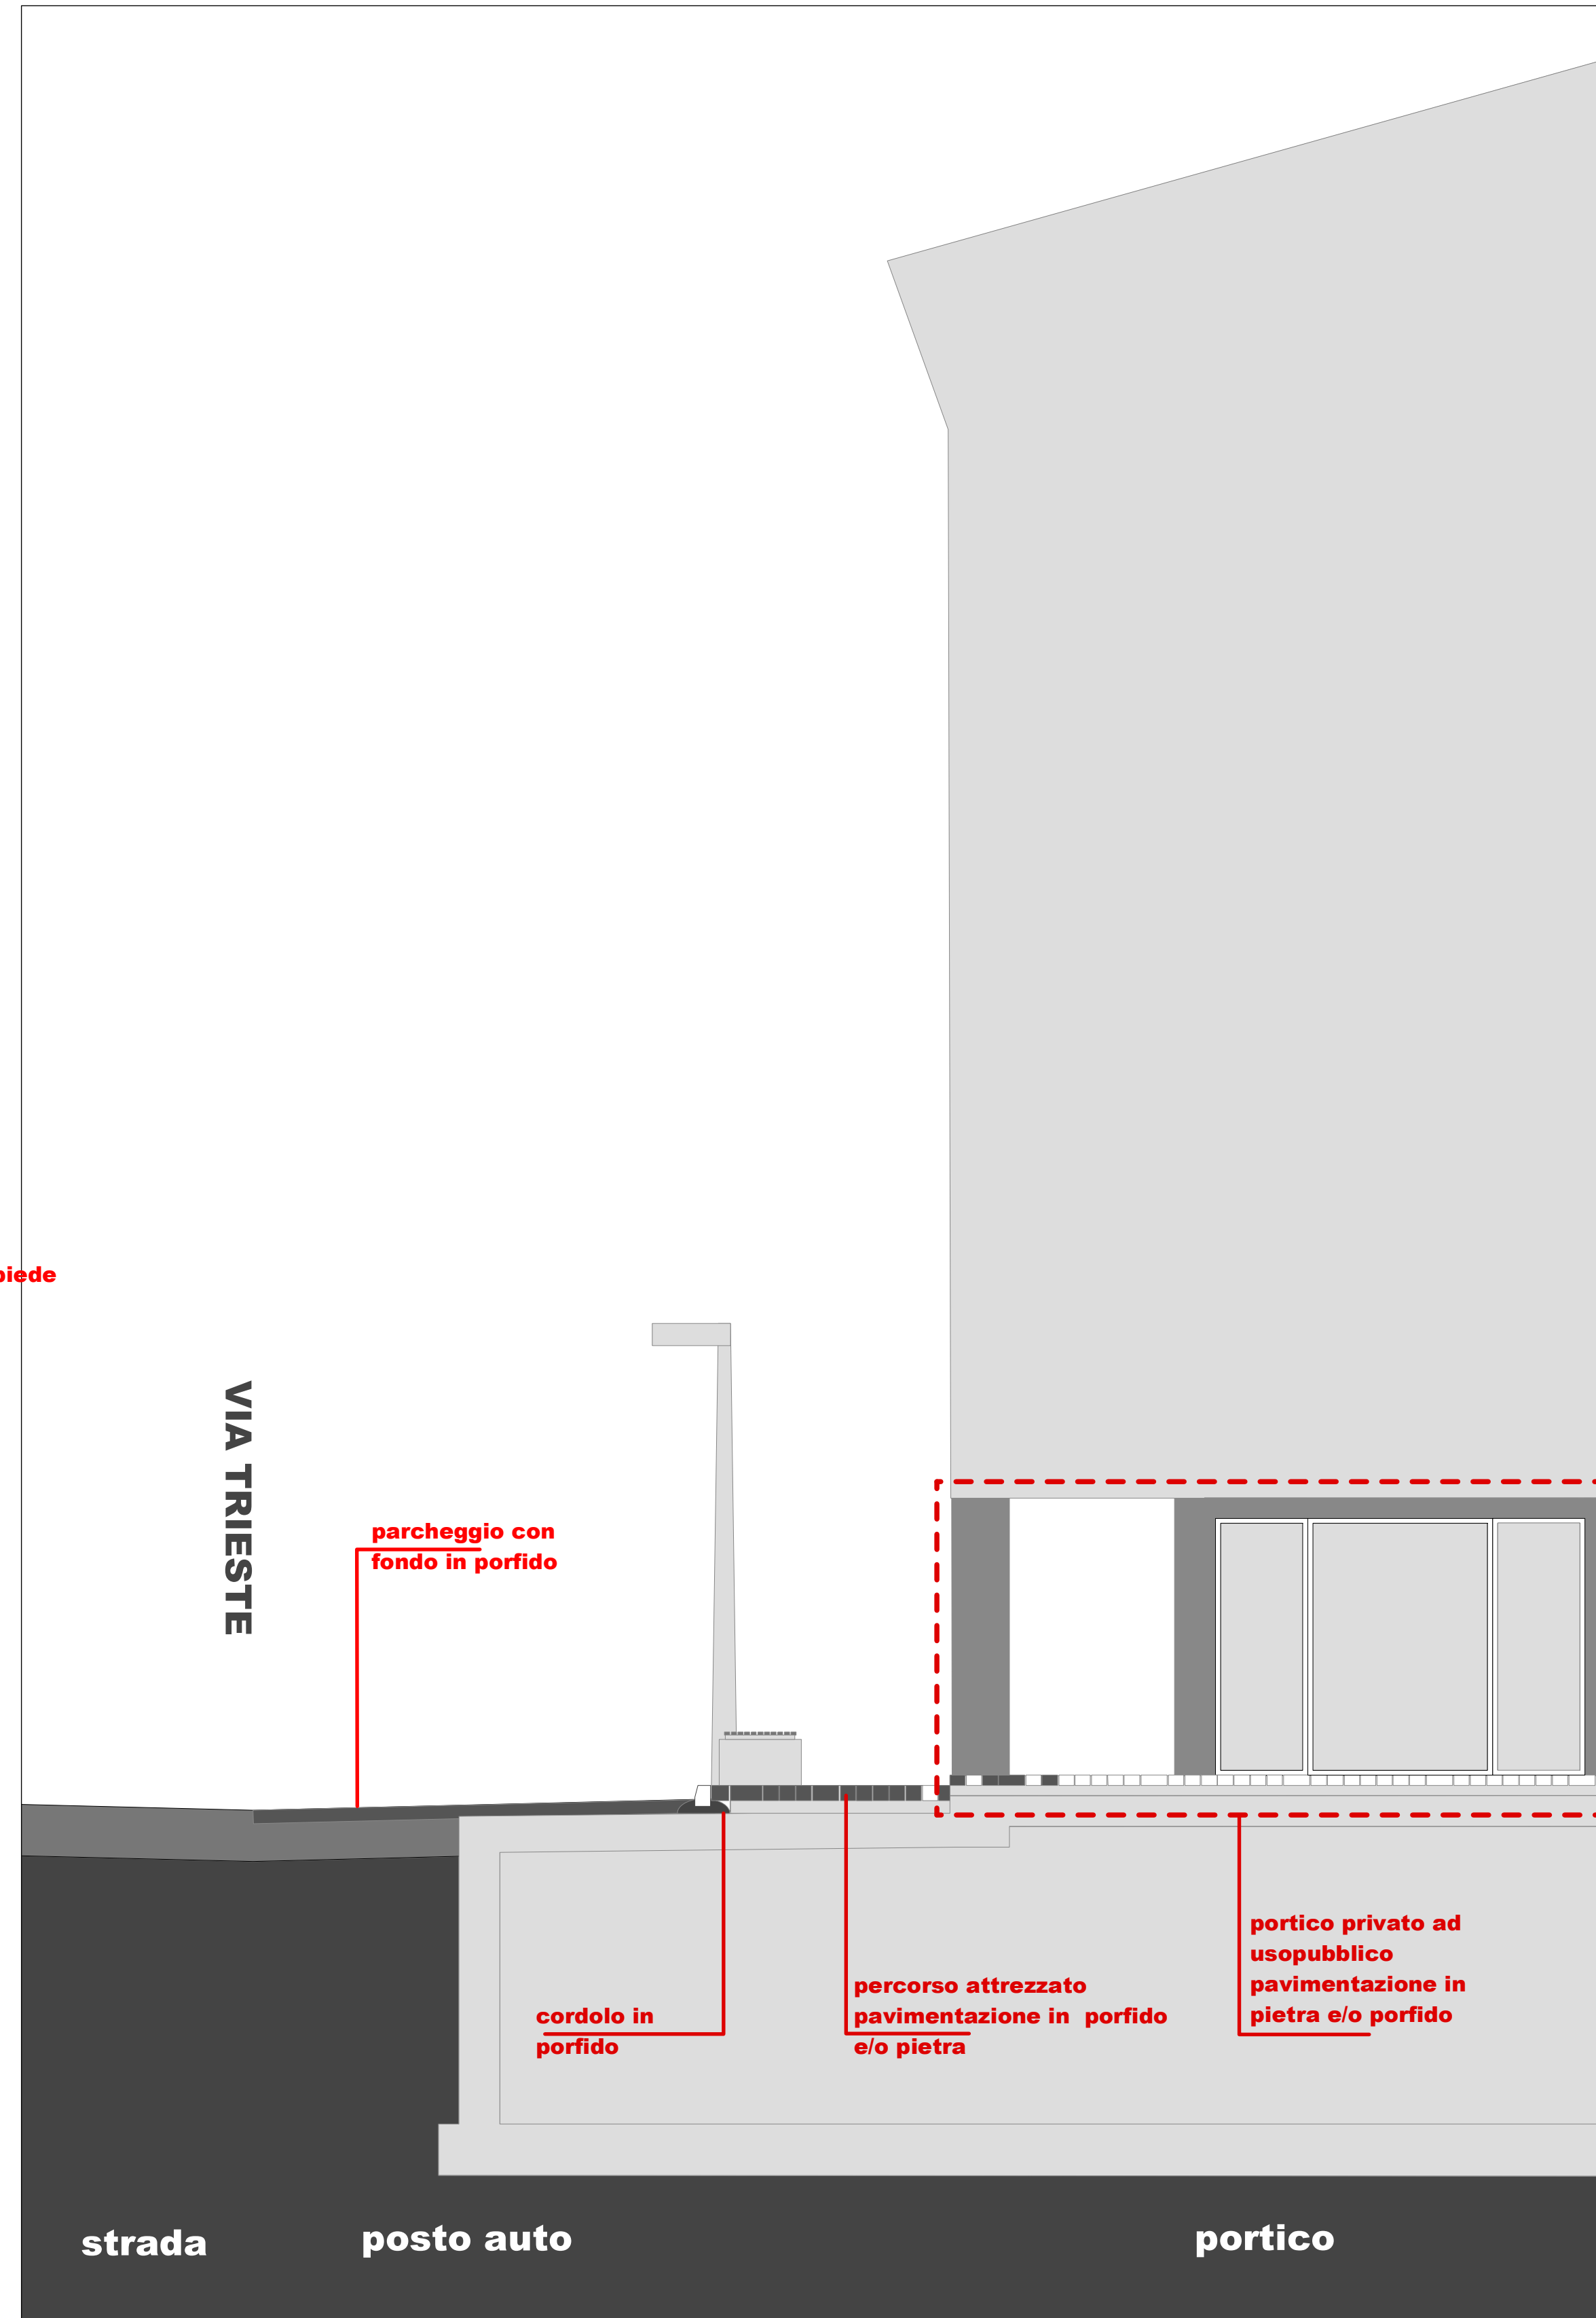 piede
VIA TRIESTE
parcheggio con
fondo in porfido
portico privato ad
usopubblico
pavimentazione in
pietra e/o porfido
percorso attrezzato
pavimentazione in porfido
e/o pietra
cordolo in
porfido
strada
posto auto
portico